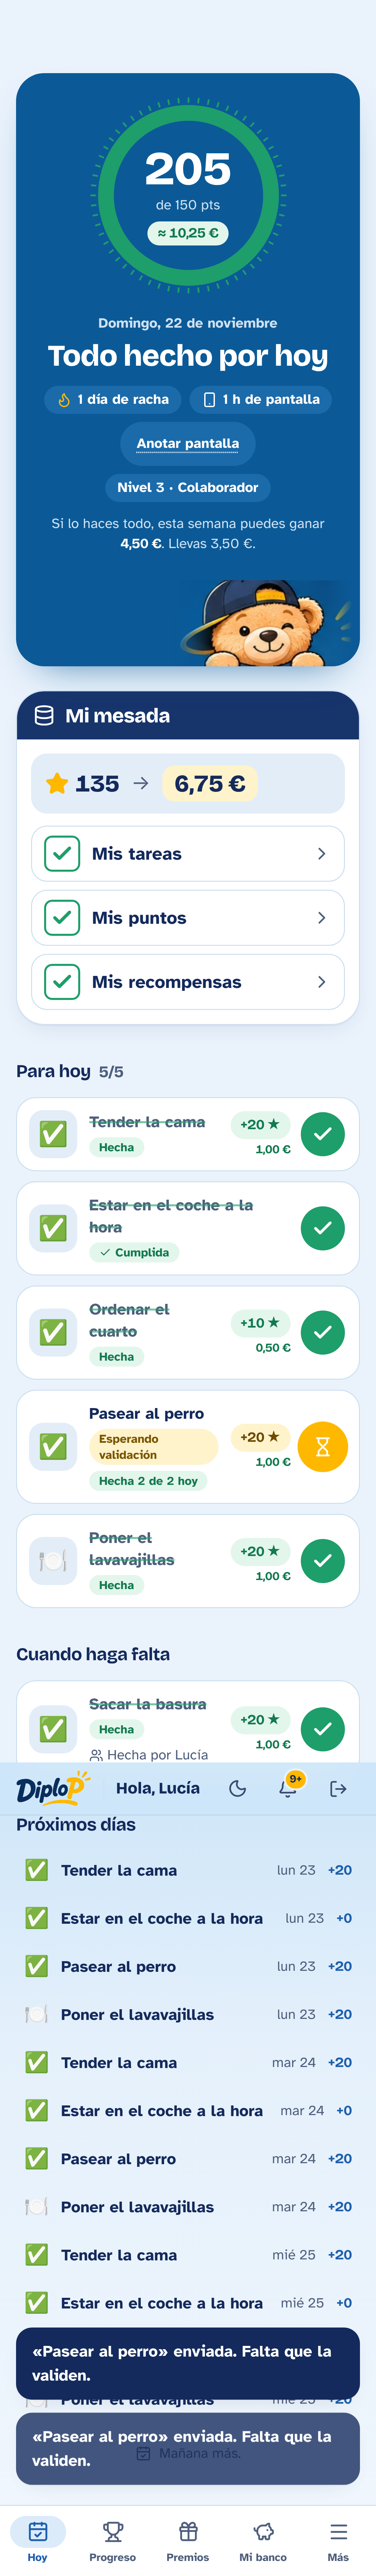 205
de 150 pts
≈ 10,25 €
Domingo, 22 de noviembre
Todo hecho por hoy
1 día de racha
1 h de pantalla
Anotar pantalla
Nivel 3 · Colaborador
Si lo haces todo, esta semana puedes ganar
4,50 €. Llevas 3,50 €.
Mi mesada
135 → 6,75 €
Mis tareas
Mis puntos
Mis recompensas
Para hoy 5/5
Tender la cama
Hecha
+20 ★
1,00 €
Estar en el coche a la
hora
Cumplida
Ordenar el
cuarto
Hecha
+10 ★
0,50 €
Pasear al perro
Esperando
validación
Hecha 2 de 2 hoy
+20 ★
1,00 €
Poner el
lavavajillas
Hecha
+20 ★
1,00 €
Cuando haga falta
Sacar la basura
Hecha
Hecha por Lucía
+20 ★
1,00 €
DiploP
Hola, Lucía
9+
Próximos días
Tender la cama lun 23 +20
Estar en el coche a la hora lun 23 +0
Pasear al perro lun 23 +20
Poner el lavavajillas lun 23 +20
Tender la cama mar 24 +20
Estar en el coche a la hora mar 24 +0
Pasear al perro mar 24 +20
Poner el lavavajillas mar 24 +20
Tender la cama mié 25 +20
Estar en el coche a la hora mié 25 +0
«Pasear al perro» enviada. Falta que la
validen.
Poner el lavavajillas mié 25 +20
«Pasear al perro» enviada. Falta que la
validen.
Mañana más.
Hoy
Progreso
Premios
Mi banco
Más